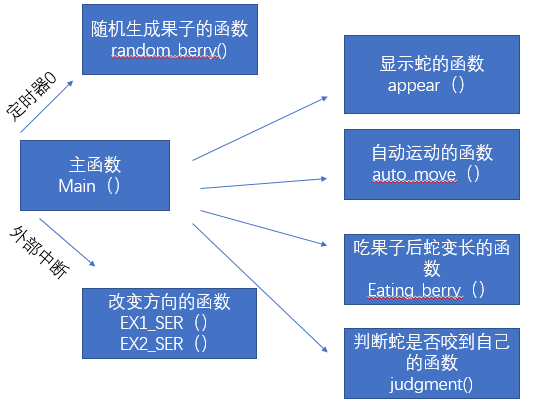 随机生成果子的函数
random_berry()
定时器0
主函数
Main（）
外部中断
改变方向的函数
EX1_SER（）
EX2_SER（）
显示蛇的函数
appear（）
自动运动的函数
auto_move（）
吃果子后蛇变长的函
数
Eating_berry（）
判断蛇是否咬到自己
的函数
judgment()